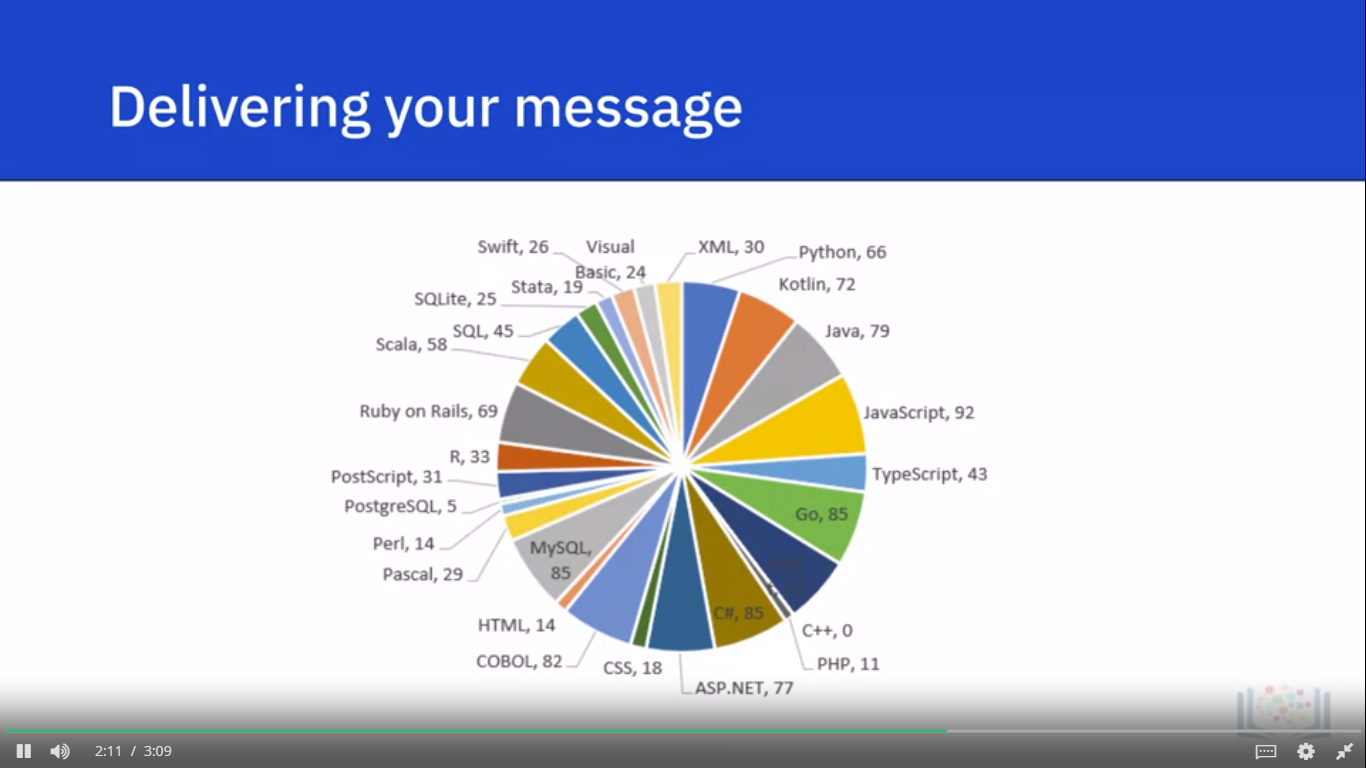 Delivering your message
Swift, 26
Visual
Basic, 24
XML, 30
Python, 66
Kotlin, 72
Stata, 19
SQLite, 25
SQL, 45
Java, 79
Scala, 58
Ruby on Rails, 69
JavaScript, 92
R, 33
TypeScript, 43
PostScript, 31
PostgreSQL, 5
Go, 85
Perl, 14
MySQL,
85
Pascal, 29
C#, 85
HTML, 14
C++, 0
COBOL, 82
CSS, 18
PHP, 11
ASP.NET, 77
2:11 / 3:09